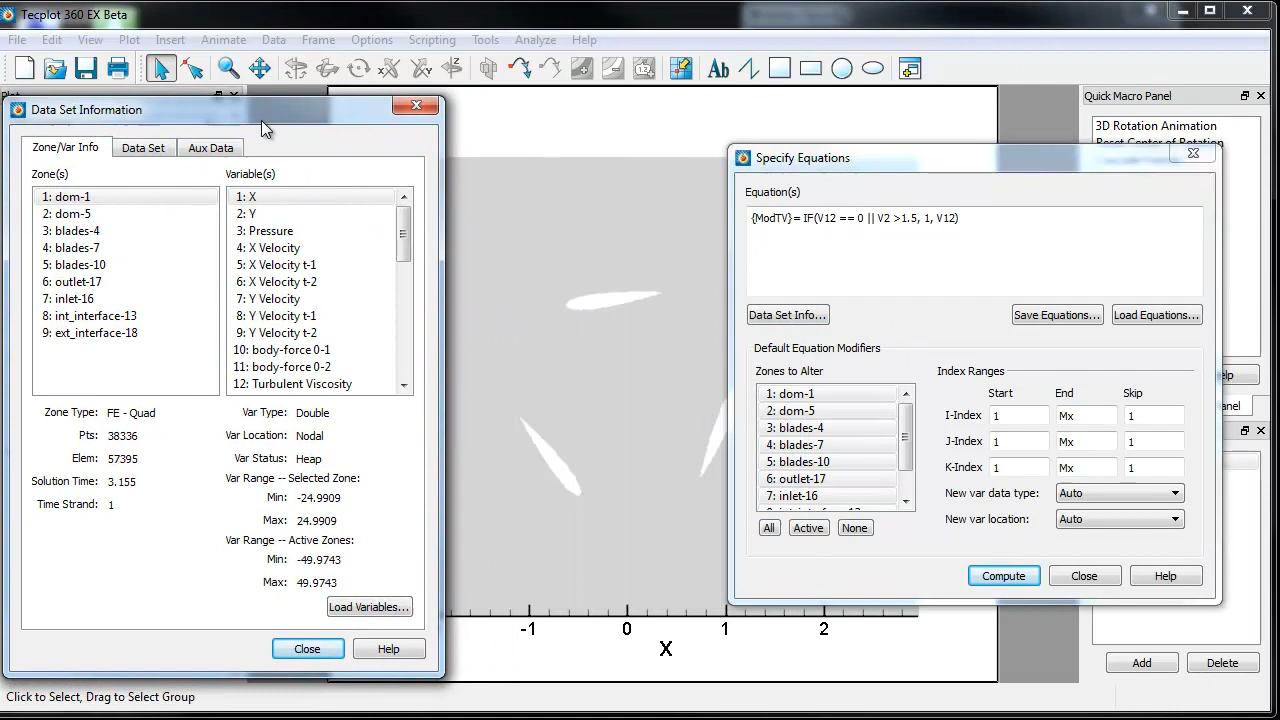 Tecplot 360 EX Beta
File Edit View Plot Insert Animate Data Frame Options Scripting Tools Analyze Help
Data Set Information
Zone/Var Info Data Set Aux Data
Zone(s)
1: dom-1
2: dom-5
3: blades-4
4: blades-7
5: blades-10
6: outlet-17
7: inlet-16
8: int_interface-13
9: ext_interface-18
Variable(s)
1: X
2: Y
3: Pressure
4: X Velocity
5: X Velocity t-1
6: X Velocity t-2
7: Y Velocity
8: Y Velocity t-1
9: Y Velocity t-2
10: body-force 0-1
11: body-force 0-2
12: Turbulent Viscosity
Zone Type: FE - Quad
Pts: 38336
Elem: 57395
Solution Time: 3.155
Time Strand: 1
Var Type: Double
Var Location: Nodal
Var Status: Heap
Var Range -- Selected Zone:
Min: -24.9909
Max: 24.9909
Var Range -- Active Zones:
Min: -49.9743
Max: 49.9743
Load Variables...
Close Help
-1 0 1 2
X
Specify Equations
Equation(s)
{ModTV}= IF(V12 == 0 || V2 >1.5, 1, V12)
Data Set Info... Save Equations... Load Equations...
Default Equation Modifiers
Zones to Alter
1: dom-1
2: dom-5
3: blades-4
4: blades-7
5: blades-10
6: outlet-17
7: inlet-16
All Active None
Index Ranges
Start End Skip
I-Index 1 Mx 1
J-Index 1 Mx 1
K-Index 1 Mx 1
New var data type: Auto
New var location: Auto
Compute Close Help
Quick Macro Panel
3D Rotation Animation
Reset Center of Rotation
Add Delete
Click to Select, Drag to Select Group